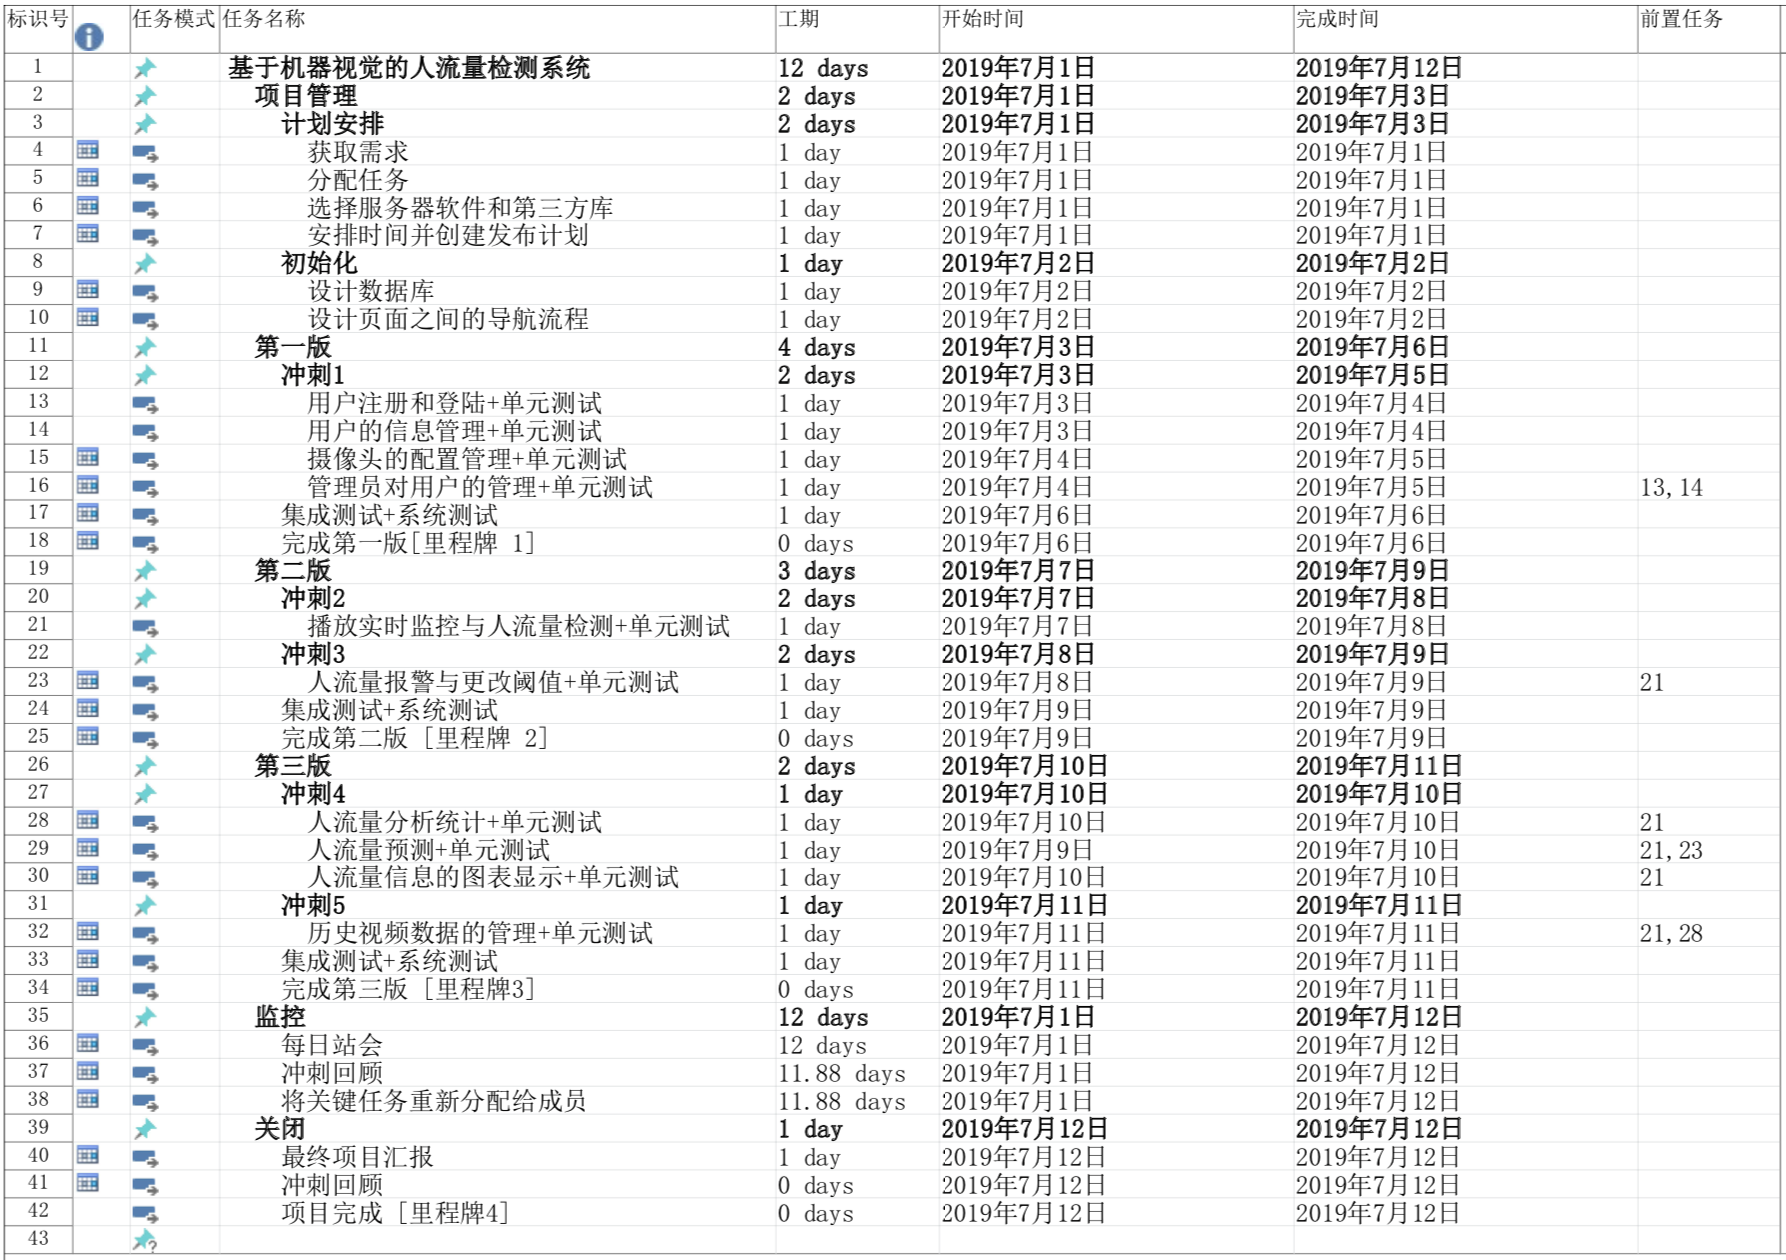 标识号 任务模式 任务名称 工期 开始时间 完成时间 前置任务
1 基于机器视觉的人流量检测系统 12 days 2019年7月1日 2019年7月12日
2 项目管理 2 days 2019年7月1日 2019年7月3日
3 计划安排 2 days 2019年7月1日 2019年7月3日
4 获取需求 1 day 2019年7月1日 2019年7月1日
5 分配任务 1 day 2019年7月1日 2019年7月1日
6 选择服务器软件和第三方库 1 day 2019年7月1日 2019年7月1日
7 安排时间并创建发布计划 1 day 2019年7月1日 2019年7月1日
8 初始化 1 day 2019年7月2日 2019年7月2日
9 设计数据库 1 day 2019年7月2日 2019年7月2日
10 设计页面之间的导航流程 1 day 2019年7月2日 2019年7月2日
11 第一版 4 days 2019年7月3日 2019年7月6日
12 冲刺1 2 days 2019年7月3日 2019年7月5日
13 用户注册和登陆+单元测试 1 day 2019年7月3日 2019年7月4日
14 用户的信息管理+单元测试 1 day 2019年7月3日 2019年7月4日
15 摄像头的配置管理+单元测试 1 day 2019年7月4日 2019年7月5日
16 管理员对用户的管理+单元测试 1 day 2019年7月4日 2019年7月5日 13,14
17 集成测试+系统测试 1 day 2019年7月6日 2019年7月6日
18 完成第一版[里程牌 1] 0 days 2019年7月6日 2019年7月6日
19 第二版 3 days 2019年7月7日 2019年7月9日
20 冲刺2 2 days 2019年7月7日 2019年7月8日
21 播放实时监控与人流量检测+单元测试 1 day 2019年7月7日 2019年7月8日
22 冲刺3 2 days 2019年7月8日 2019年7月9日
23 人流量报警与更改阈值+单元测试 1 day 2019年7月8日 2019年7月9日 21
24 集成测试+系统测试 1 day 2019年7月9日 2019年7月9日
25 完成第二版 [里程牌 2] 0 days 2019年7月9日 2019年7月9日
26 第三版 2 days 2019年7月10日 2019年7月11日
27 冲刺4 1 day 2019年7月10日 2019年7月10日
28 人流量分析统计+单元测试 1 day 2019年7月10日 2019年7月10日 21
29 人流量预测+单元测试 1 day 2019年7月9日 2019年7月10日 21,23
30 人流量信息的图表显示+单元测试 1 day 2019年7月10日 2019年7月10日 21
31 冲刺5 1 day 2019年7月11日 2019年7月11日
32 历史视频数据的管理+单元测试 1 day 2019年7月11日 2019年7月11日 21,28
33 集成测试+系统测试 1 day 2019年7月11日 2019年7月11日
34 完成第三版 [里程牌3] 0 days 2019年7月11日 2019年7月11日
35 监控 12 days 2019年7月1日 2019年7月12日
36 每日站会 12 days 2019年7月1日 2019年7月12日
37 冲刺回顾 11.88 days 2019年7月1日 2019年7月12日
38 将关键任务重新分配给成员 11.88 days 2019年7月1日 2019年7月12日
39 关闭 1 day 2019年7月12日 2019年7月12日
40 最终项目汇报 1 day 2019年7月12日 2019年7月12日
41 冲刺回顾 0 days 2019年7月12日 2019年7月12日
42 项目完成 [里程牌4] 0 days 2019年7月12日 2019年7月12日
43